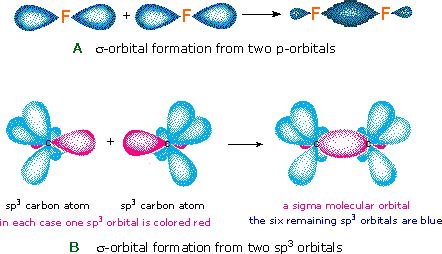 F + F F F
A σ-orbital formation from two p-orbitals
C + C C C
sp³ carbon atom sp³ carbon atom a sigma molecular orbital
in each case one sp³ orbital is colored red the six remaining sp³ orbitals are blue
B σ-orbital formation from two sp³ orbitals